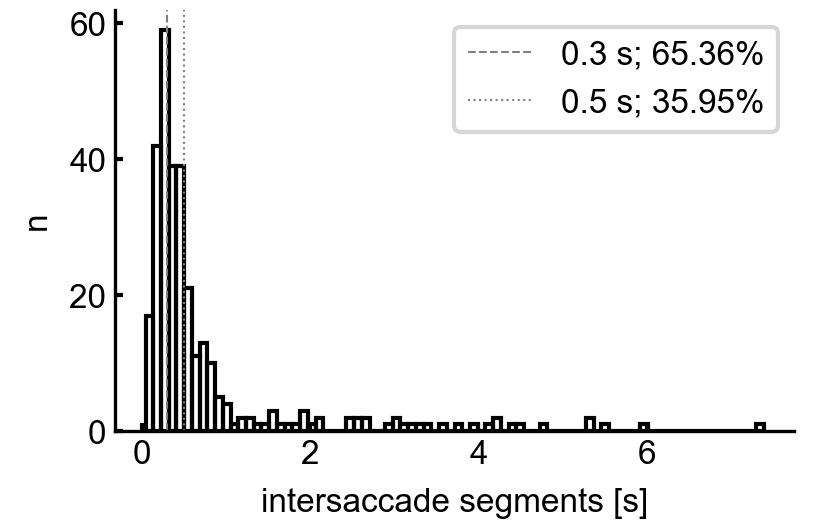 60
40
20
0
n
0.3 s; 65.36%
0.5 s; 35.95%
0 2 4 6
intersaccade segments [s]